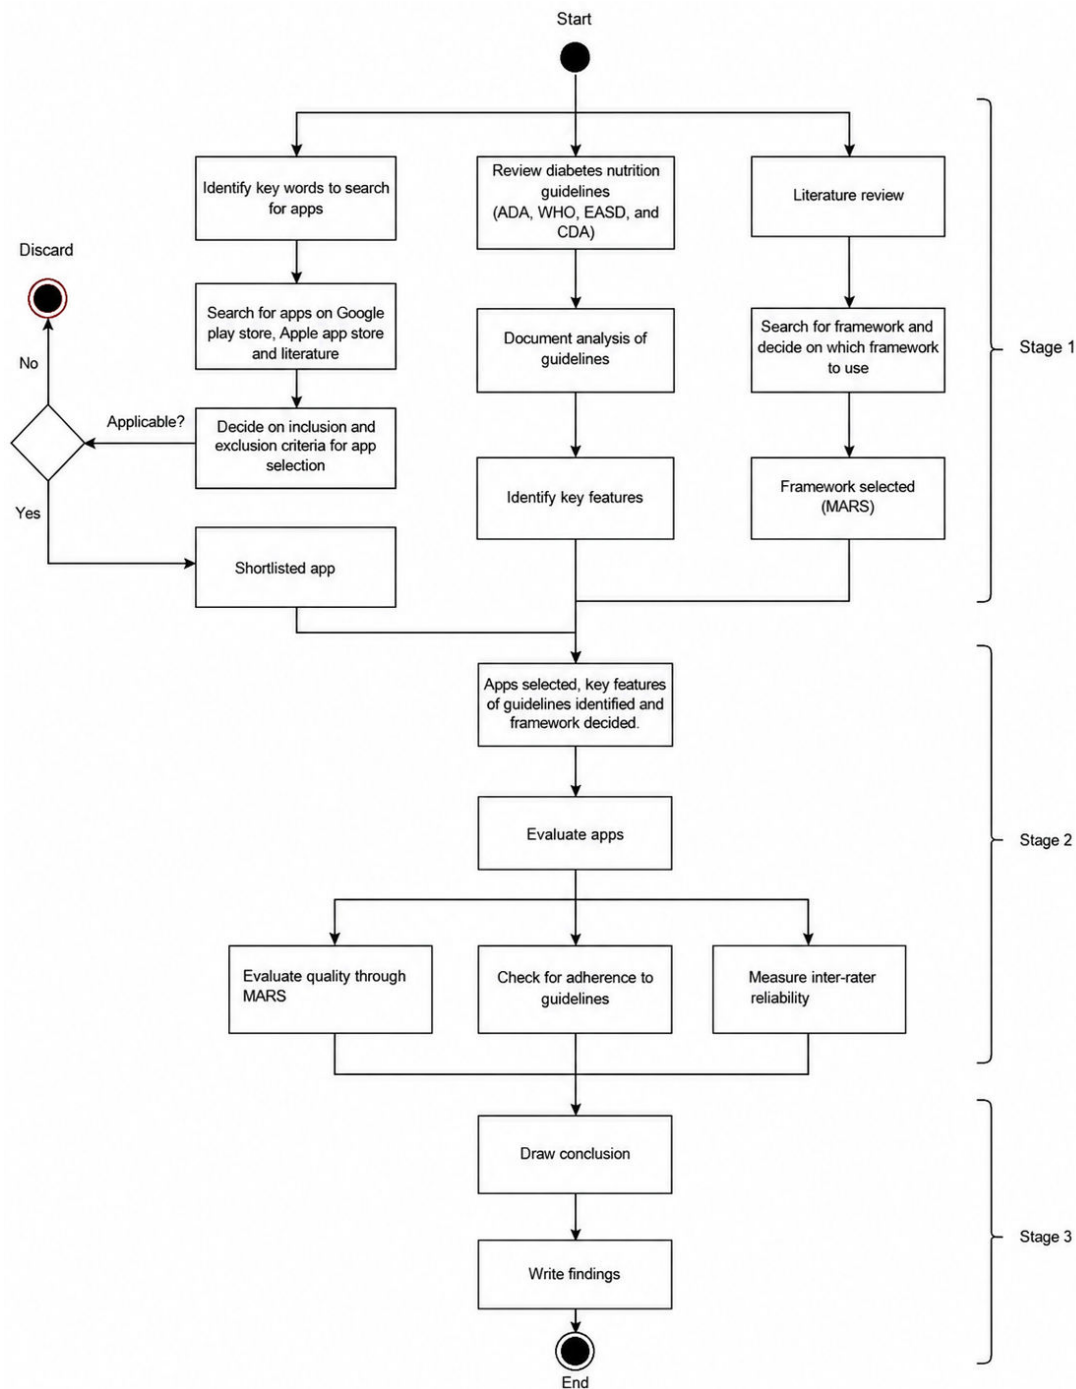 Start
Identify key words to search
for apps
Review diabetes nutrition
guidelines
(ADA, WHO, EASD, and
CDA)
Literature review
Discard
Search for apps on Google
play store, Apple app store
and literature
Document analysis of
guidelines
Search for framework and
decide on which framework
to use
Stage 1
No
Applicable?
Decide on inclusion and
exclusion criteria for app
selection
Identify key features
Framework selected
(MARS)
Yes
Shortlisted app
Apps selected, key features
of guidelines identified and
framework decided.
Evaluate apps
Stage 2
Evaluate quality through
MARS
Check for adherence to
guidelines
Measure inter-rater
reliability
Draw conclusion
Stage 3
Write findings
End